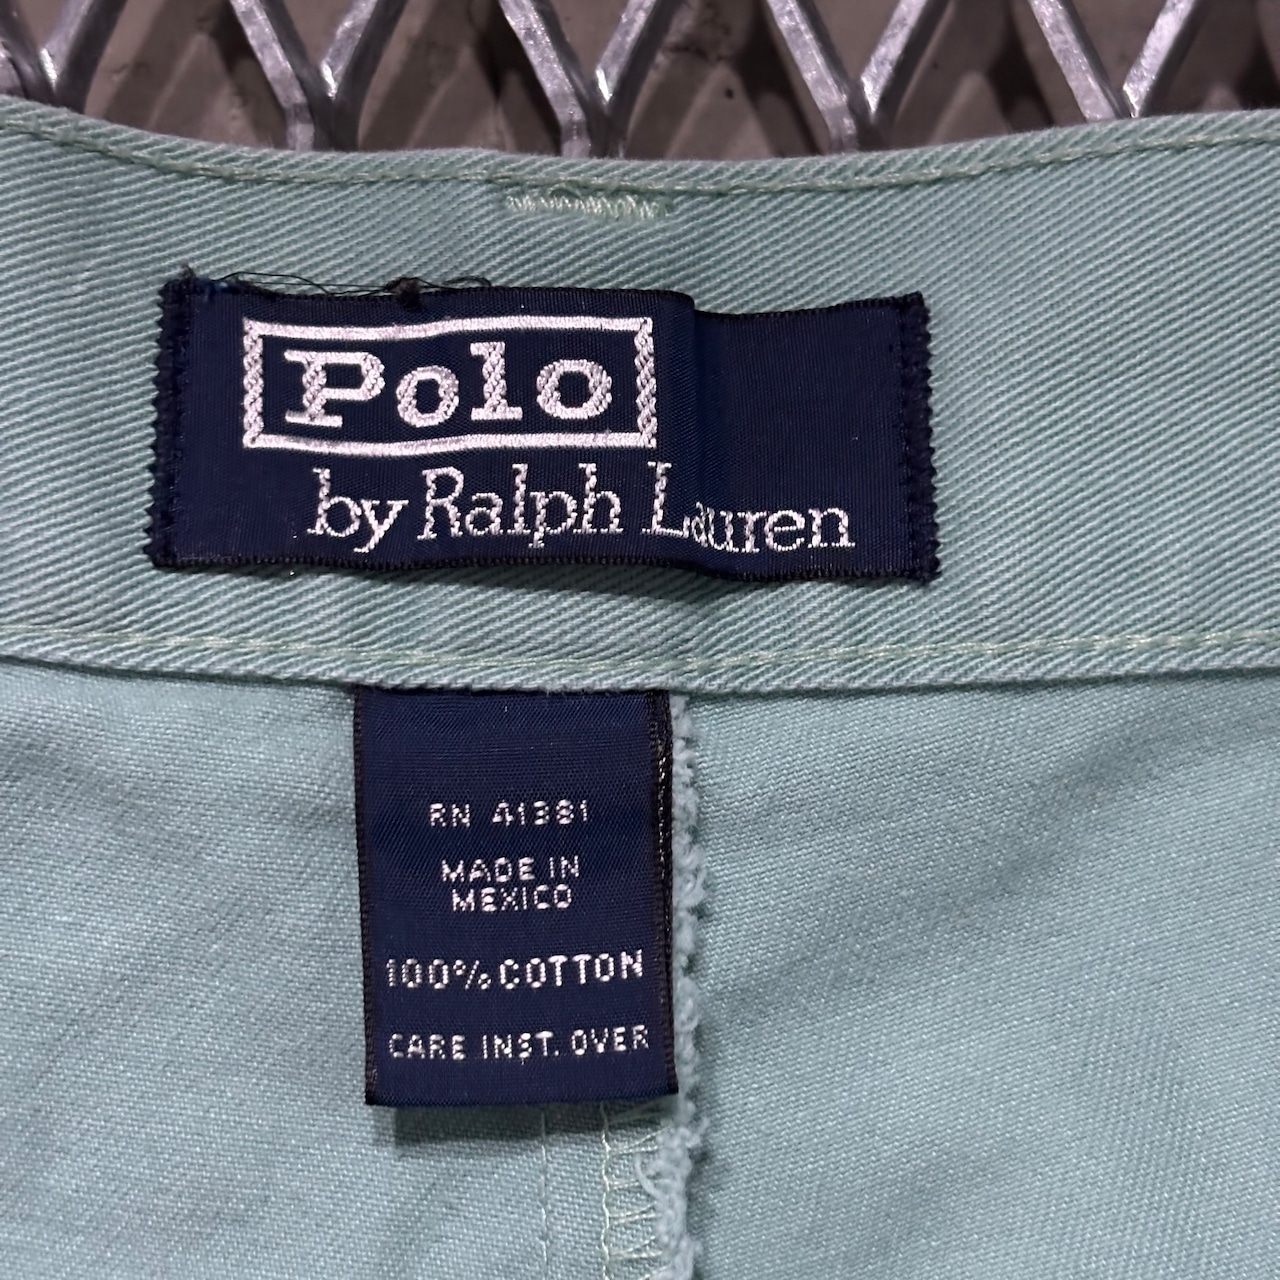 Polo
by Ralph Lauren
RN 41381
MADE IN
MEXICO
100% COTTON
CARE INST. OVER